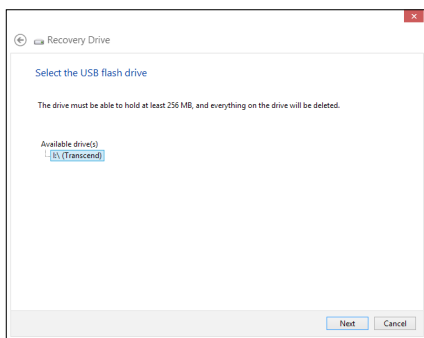 Recovery Drive
Select the USB flash drive
The drive must be able to hold at least 256 MB, and everything on the drive will be deleted.
Available drive(s)
I:\ (Transcend)
Next Cancel